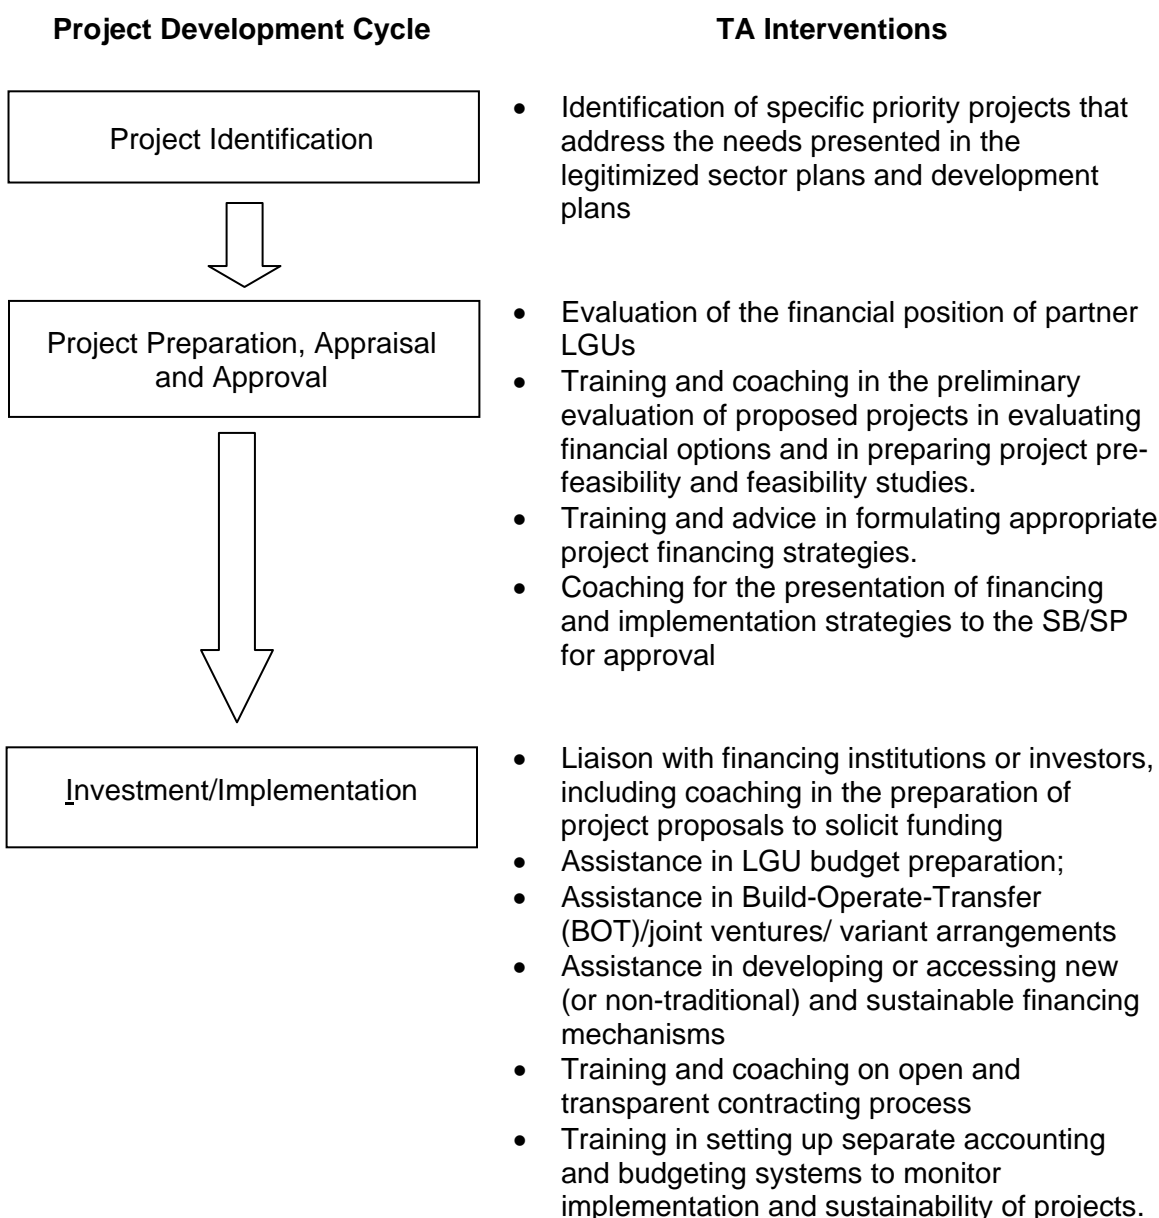 Project Development Cycle
TA Interventions
Project Identification
• Identification of specific priority projects that
address the needs presented in the
legitimized sector plans and development
plans
Project Preparation, Appraisal
and Approval
• Evaluation of the financial position of partner
LGUs
• Training and coaching in the preliminary
evaluation of proposed projects in evaluating
financial options and in preparing project pre-
feasibility and feasibility studies.
• Training and advice in formulating appropriate
project financing strategies.
• Coaching for the presentation of financing
and implementation strategies to the SB/SP
for approval
Investment/Implementation
• Liaison with financing institutions or investors,
including coaching in the preparation of
project proposals to solicit funding
• Assistance in LGU budget preparation;
• Assistance in Build-Operate-Transfer
(BOT)/joint ventures/ variant arrangements
• Assistance in developing or accessing new
(or non-traditional) and sustainable financing
mechanisms
• Training and coaching on open and
transparent contracting process
• Training in setting up separate accounting
and budgeting systems to monitor
implementation and sustainability of projects.